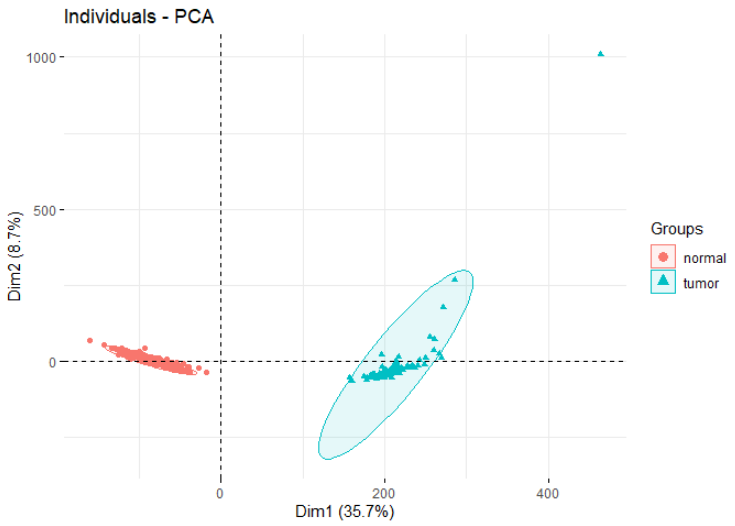 Individuals - PCA
1000
500
0
Dim2 (8.7%)
0
200
400
Dim1 (35.7%)
Groups
normal
tumor